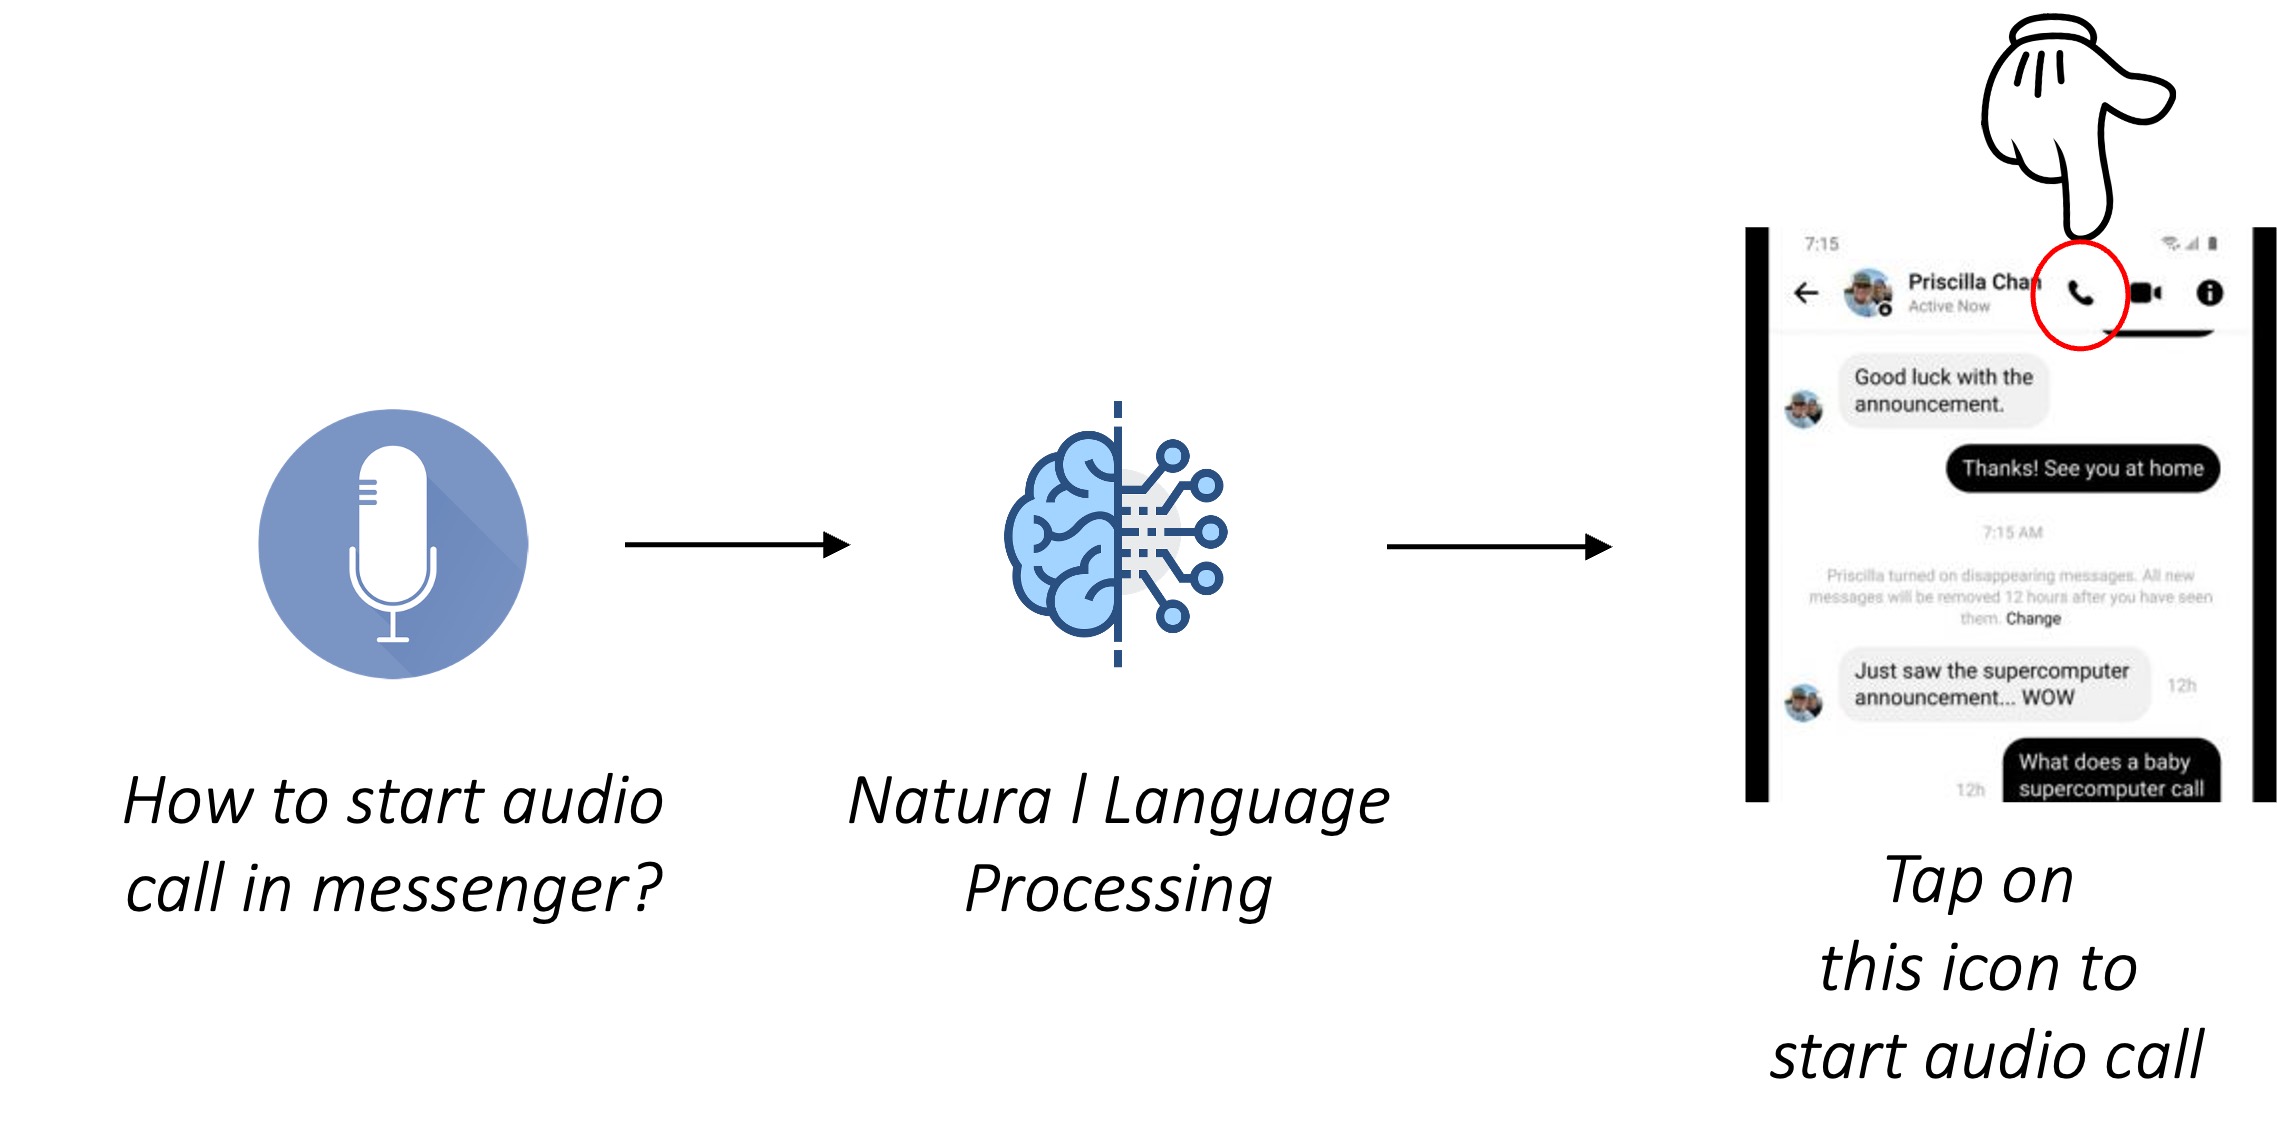 How to start audio
call in messenger?
Natura l Language
Processing
7:15
Priscilla Chan
Active Now
Good luck with the
announcement.
Thanks! See you at home
7:15 AM
Priscilla turned on disappearing messages. All new
messages will be removed 12 hours after you have seen
them. Change
Just saw the supercomputer
announcement... WOW
12h
What does a baby
12h
supercomputer call
Tap on
this icon to
start audio call